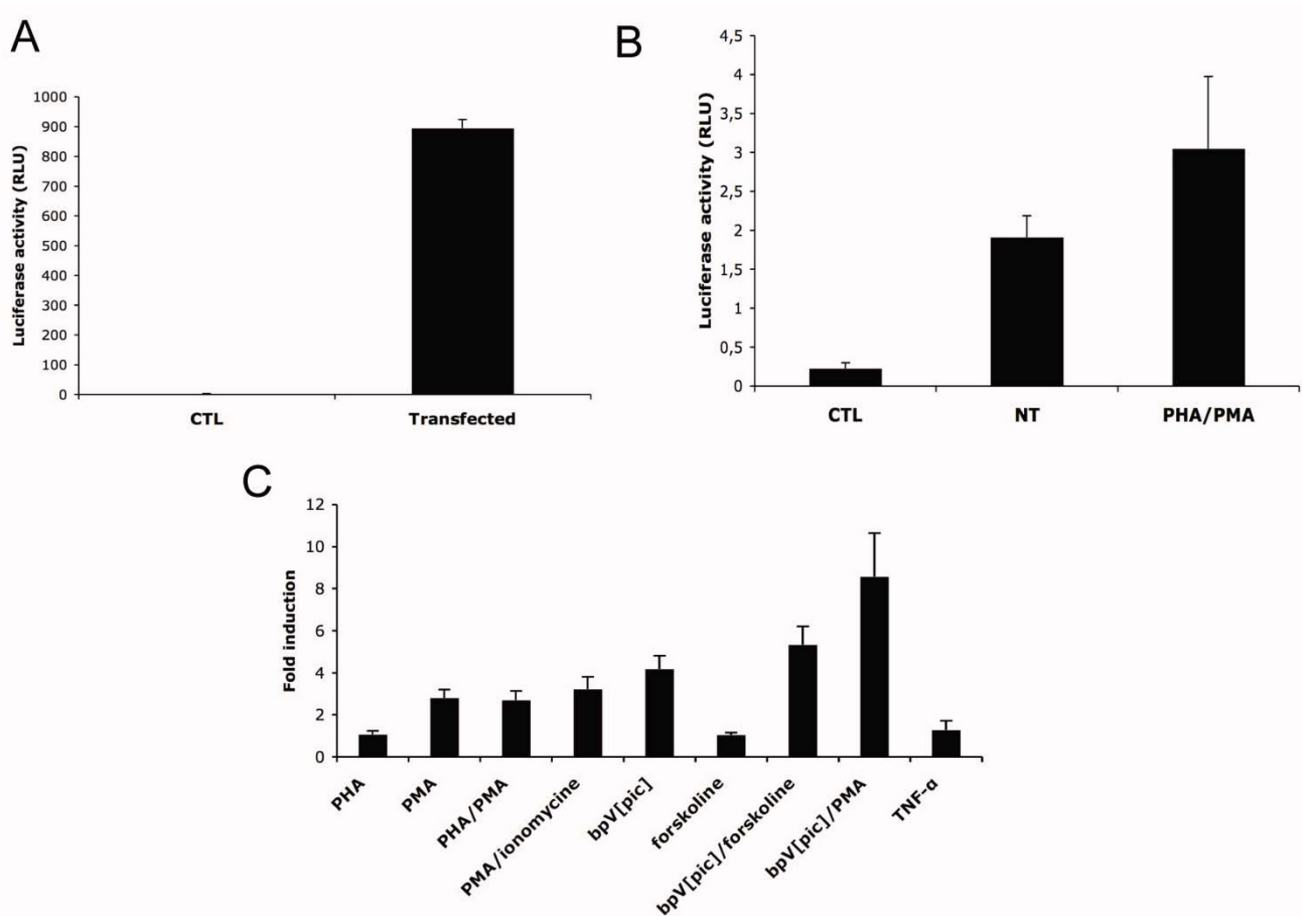 A
Luciferase activity (RLU)
1000
900
800
700
600
500
400
300
200
100
0
CTL
Transfected
B
Luciferase activity (RLU)
4,5
4
3,5
3
2,5
2
1,5
1
0,5
0
CTL
NT
PHA/PMA
C
Fold induction
12
10
8
6
4
2
0
PHA
PMA
PHA/PMA
PMA/ionomycine
bpV[pic]
forskoline
bpV[pic]/forskoline
bpV[pic]/PMA
TNF-α